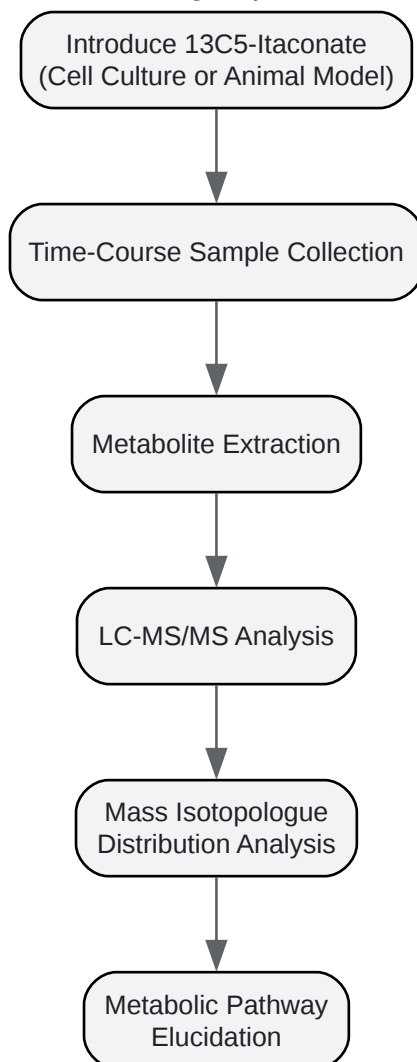 Introduce 13C5-Itaconate
(Cell Culture or Animal Model)
Time-Course Sample Collection
Metabolite Extraction
LC-MS/MS Analysis
Mass Isotopologue
Distribution Analysis
Metabolic Pathway
Elucidation